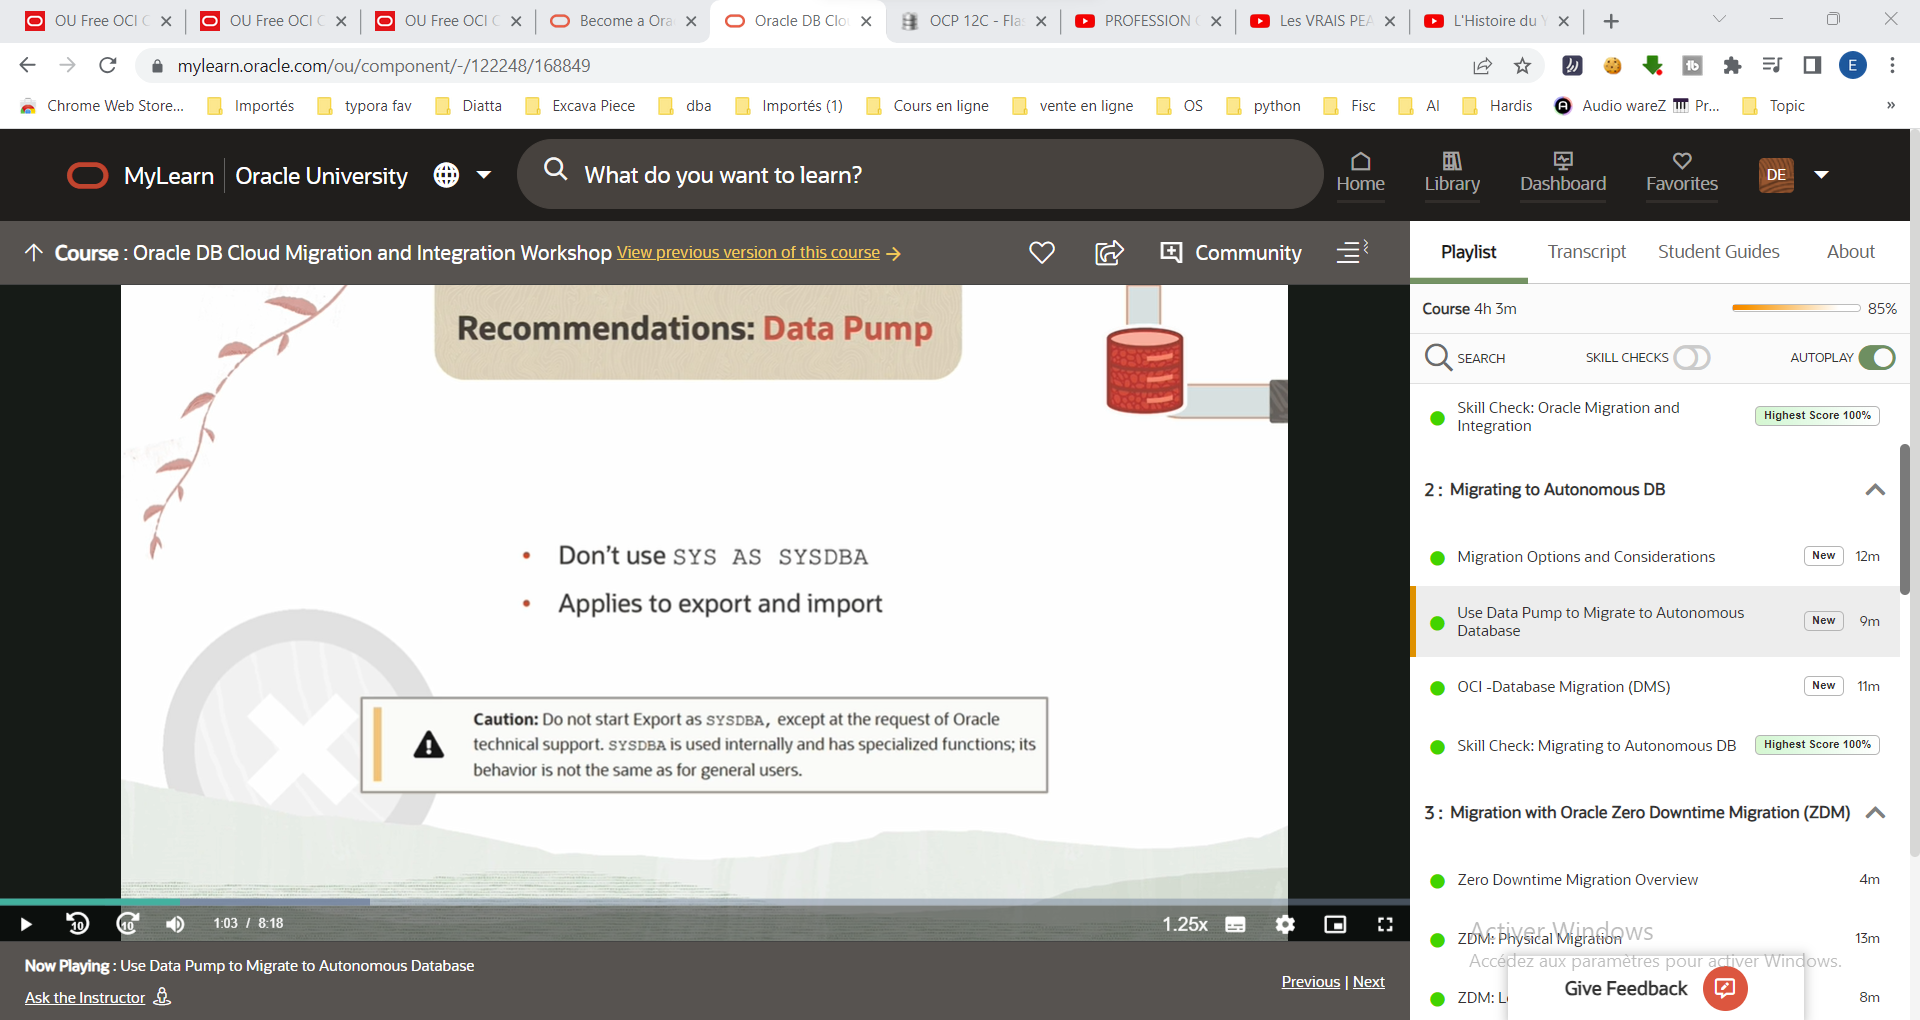 OU Free OCI C
OU Free OCI C
OU Free OCI C
Become a Ora
Oracle DB Clo
OCP 12C - Fla
PROFESSION
Les VRAIS PEA
L'Histoire du Y
mylearn.oracle.com/ou/component/-/122248/168849
E
Chrome Web Store...
Importés
typora fav
Diatta
Excava Piece
dba
Importés (1)
Cours en ligne
vente en ligne
OS
python
Fisc
AI
Hardis
Audio wareZ
Pr...
Topic
»
MyLearn
Oracle University
What do you want to learn?
Home
Library
Dashboard
Favorites
DE
Course : Oracle DB Cloud Migration and Integration Workshop View previous version of this course →
Community
Playlist
Transcript
Student Guides
About
Course 4h 3m
85%
SEARCH
SKILL CHECKS
AUTOPLAY
Skill Check: Oracle Migration and
Integration
Highest Score 100%
2 : Migrating to Autonomous DB
Migration Options and Considerations
New
12m
Use Data Pump to Migrate to Autonomous
Database
New
9m
OCI -Database Migration (DMS)
New
11m
Skill Check: Migrating to Autonomous DB
Highest Score 100%
3 : Migration with Oracle Zero Downtime Migration (ZDM)
Zero Downtime Migration Overview
4m
ZDM: Physical Migration
13m
ZDM: L
8m
Activer Windows
Accédez aux paramètres pour activer Windows.
Give Feedback
Recommendations: Data Pump
• Don't use SYS AS SYSDBA
• Applies to export and import
Caution: Do not start Export as SYSDBA, except at the request of Oracle
technical support. SYSDBA is used internally and has specialized functions; its
behavior is not the same as for general users.
10
10
1:03 / 8:18
1.25x
Now Playing : Use Data Pump to Migrate to Autonomous Database
Ask the Instructor
Previous | Next